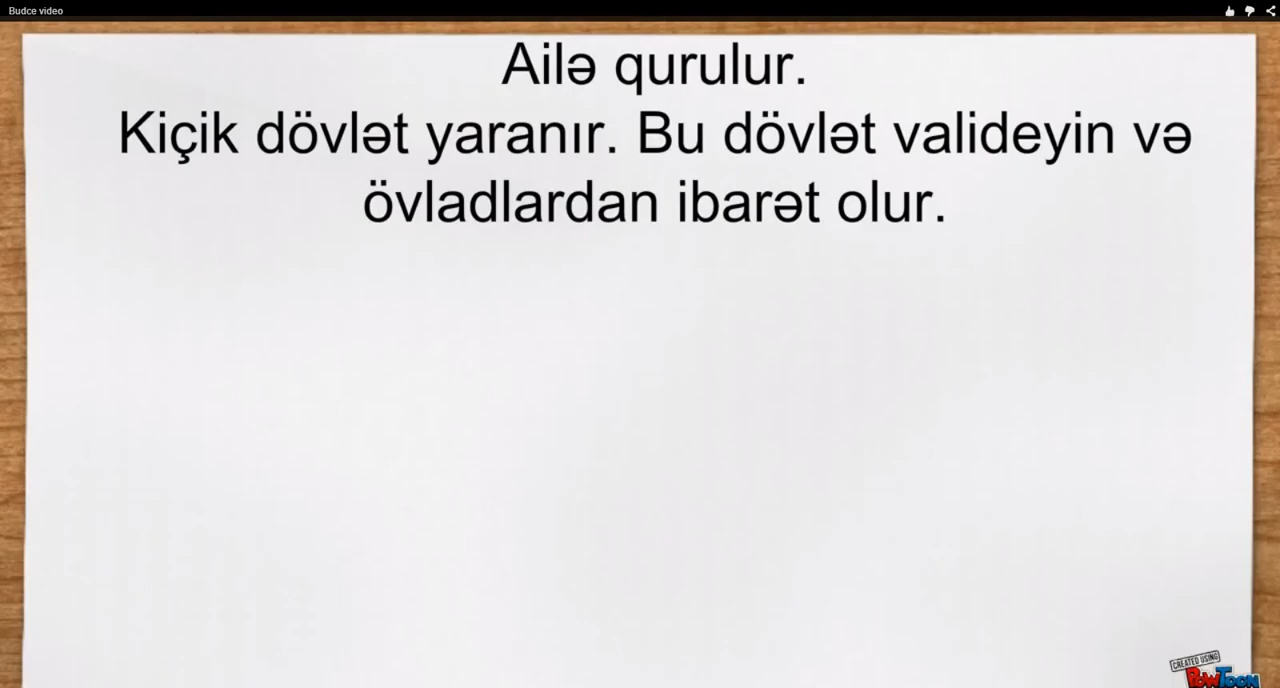 Budce video
Ailə qurulur.
Kiçik dövlət yaranır. Bu dövlət valideyin və
övladlardan ibarət olur.
CREATED USING
POWTOON